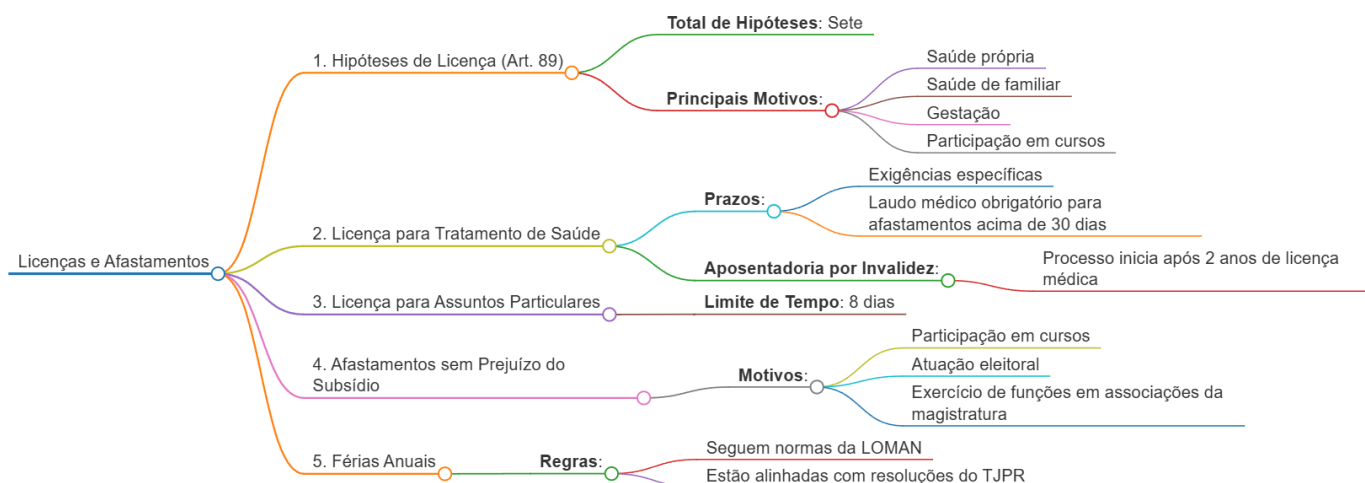 Licenças e Afastamentos
1. Hipóteses de Licença (Art. 89)
Total de Hipóteses: Sete
Principais Motivos:
Saúde própria
Saúde de familiar
Gestação
Participação em cursos
2. Licença para Tratamento de Saúde
Prazos:
Exigências específicas
Laudo médico obrigatório para
afastamentos acima de 30 dias
Aposentadoria por Invalidez:
Processo inicia após 2 anos de licença
médica
3. Licença para Assuntos Particulares
Limite de Tempo: 8 dias
4. Afastamentos sem Prejuízo do
Subsídio
Motivos:
Participação em cursos
Atuação eleitoral
Exercício de funções em associações da
magistratura
5. Férias Anuais
Regras:
Seguem normas da LOMAN
Estão alinhadas com resoluções do TJPR